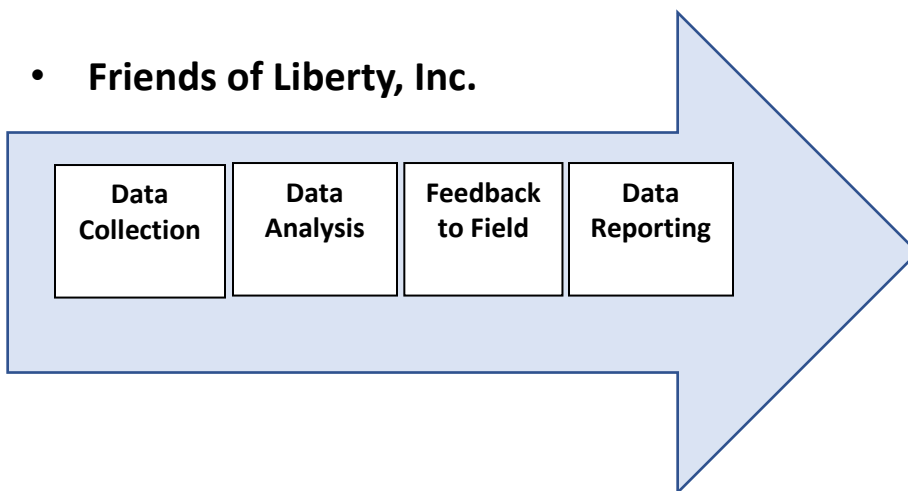 • Friends of Liberty, Inc.
Data
Collection
Data
Analysis
Feedback
to Field
Data
Reporting